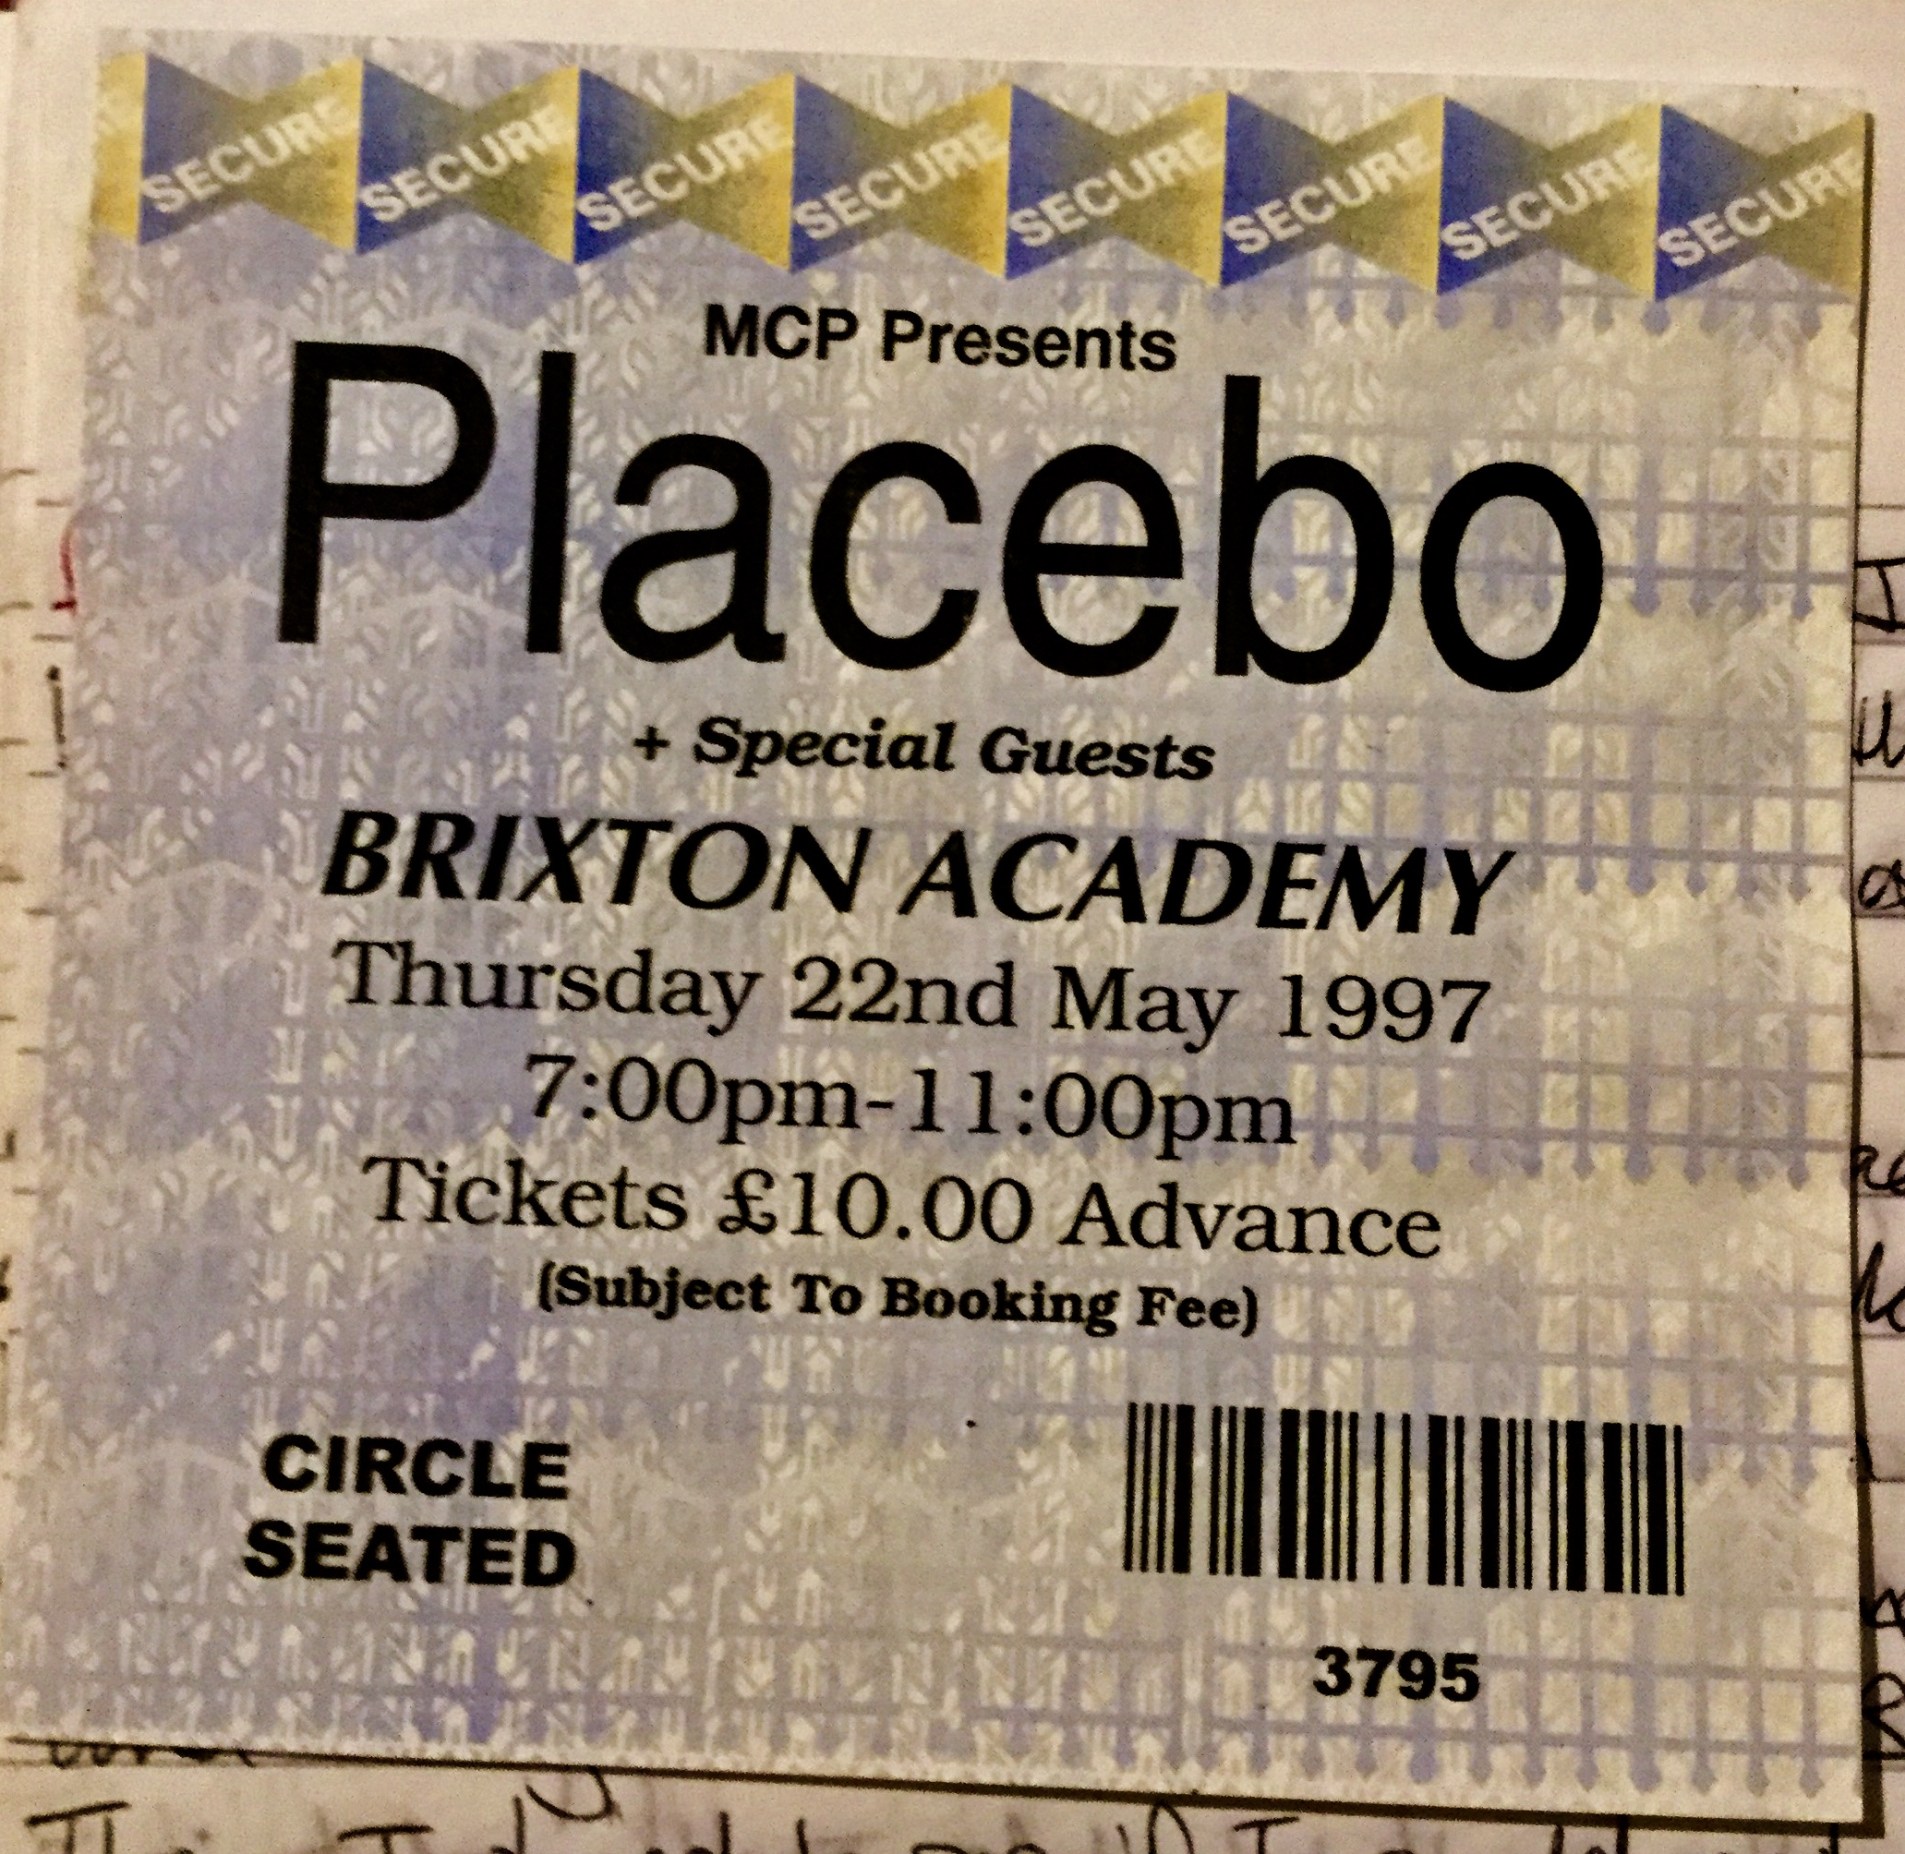 SECURE SECURE SECURE SECURE SECURE SECURE SECURE SECURE
MCP Presents
Placebo
+ Special Guests
BRIXTON ACADEMY
Thursday 22nd May 1997
7:00pm-11:00pm
Tickets £10.00 Advance
(Subject To Booking Fee)
CIRCLE
SEATED
3795